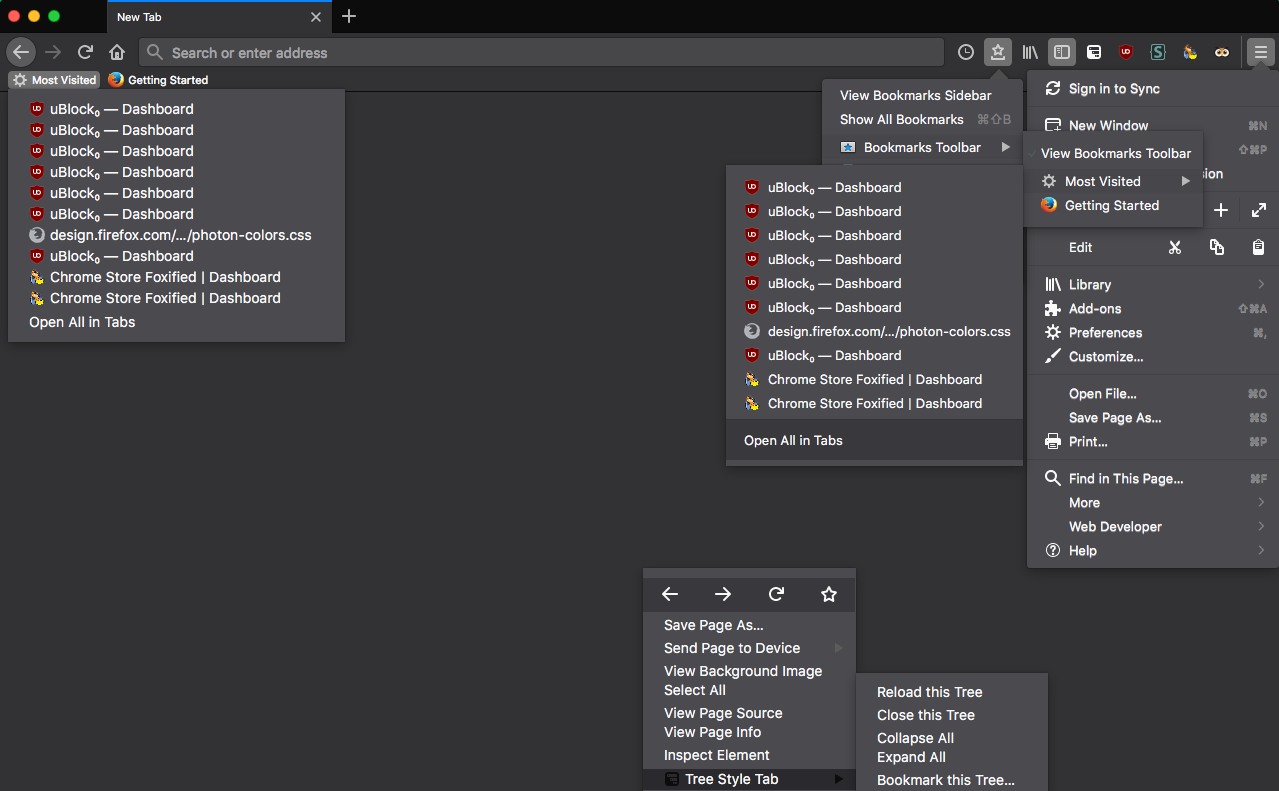 New Tab
Search or enter address
Most Visited
Getting Started
uBlock₀ — Dashboard
uBlock₀ — Dashboard
uBlock₀ — Dashboard
uBlock₀ — Dashboard
uBlock₀ — Dashboard
uBlock₀ — Dashboard
design.firefox.com/.../photon-colors.css
uBlock₀ — Dashboard
Chrome Store Foxified | Dashboard
Chrome Store Foxified | Dashboard
Open All in Tabs
View Bookmarks Sidebar
Show All Bookmarks ⌘⇧B
Bookmarks Toolbar
View Bookmarks Toolbar
Most Visited
Getting Started
uBlock₀ — Dashboard
uBlock₀ — Dashboard
uBlock₀ — Dashboard
uBlock₀ — Dashboard
uBlock₀ — Dashboard
uBlock₀ — Dashboard
design.firefox.com/.../photon-colors.css
uBlock₀ — Dashboard
Chrome Store Foxified | Dashboard
Chrome Store Foxified | Dashboard
Open All in Tabs
Sign in to Sync
New Window ⌘N
⇧⌘P
sion
Edit
Library
Add-ons ⇧⌘A
Preferences ⌘,
Customize...
Open File... ⌘O
Save Page As... ⌘S
Print... ⌘P
Find in This Page... ⌘F
More
Web Developer
Help
Save Page As...
Send Page to Device
View Background Image
Select All
View Page Source
View Page Info
Inspect Element
Tree Style Tab
Reload this Tree
Close this Tree
Collapse All
Expand All
Bookmark this Tree...